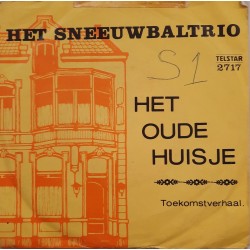 HET SNEEUWBALTRIO
S1
TELSTAR
2717
HET
OUDE
HUISJE
Toekomstverhaal.